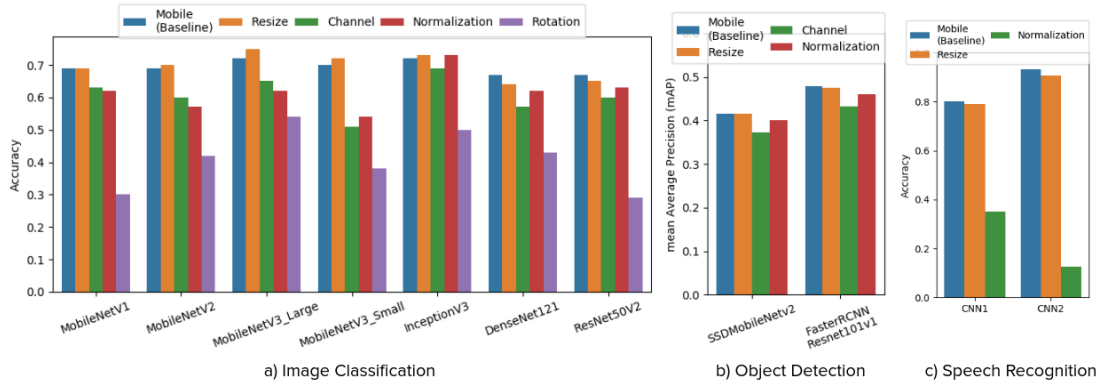 Mobile
(Baseline)
Resize
Channel
Normalization
Rotation
Accuracy
0.7
0.6
0.5
0.4
0.3
0.2
0.1
0.0
MobileNetV1
MobileNetV2
MobileNetV3_Large
MobileNetV3_Small
InceptionV3
DenseNet121
ResNet50V2
a) Image Classification
Mobile
(Baseline)
Resize
Channel
Normalization
mean Average Precision (mAP)
0.5
0.4
0.3
0.2
0.1
0.0
SSDMobileNetv2
FasterRCNN
Resnet101v1
b) Object Detection
Mobile
(Baseline)
Resize
Normalization
Accuracy
0.8
0.6
0.4
0.2
0.0
CNN1
CNN2
c) Speech Recognition